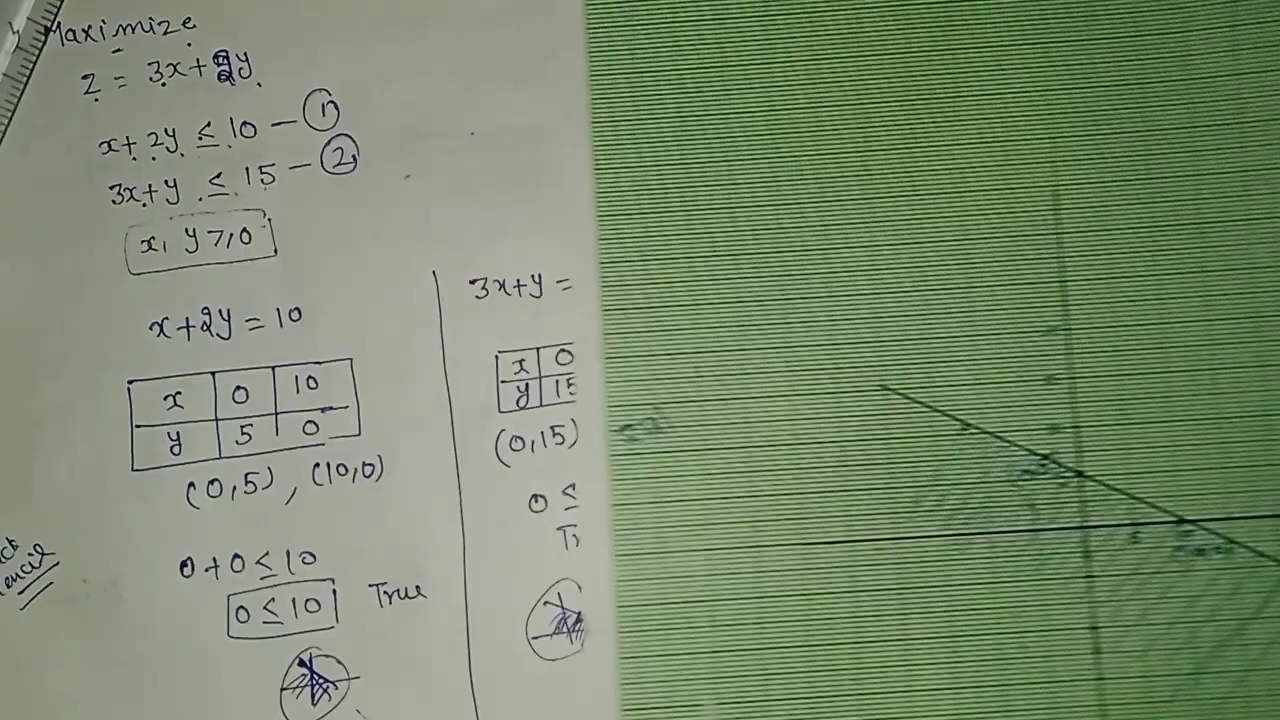 Maximize
Z = 3x + 2y
x + 2y ≤ 10 – ①
3x + y ≤ 15 – ②
x, y ≥ 0
x + 2y = 10
x 0 10
y 5 0
(0,5), (10,0)
0 + 0 ≤ 10
0 ≤ 10 True
3x + y =
x 0
y 15
(0,15)
0 ≤